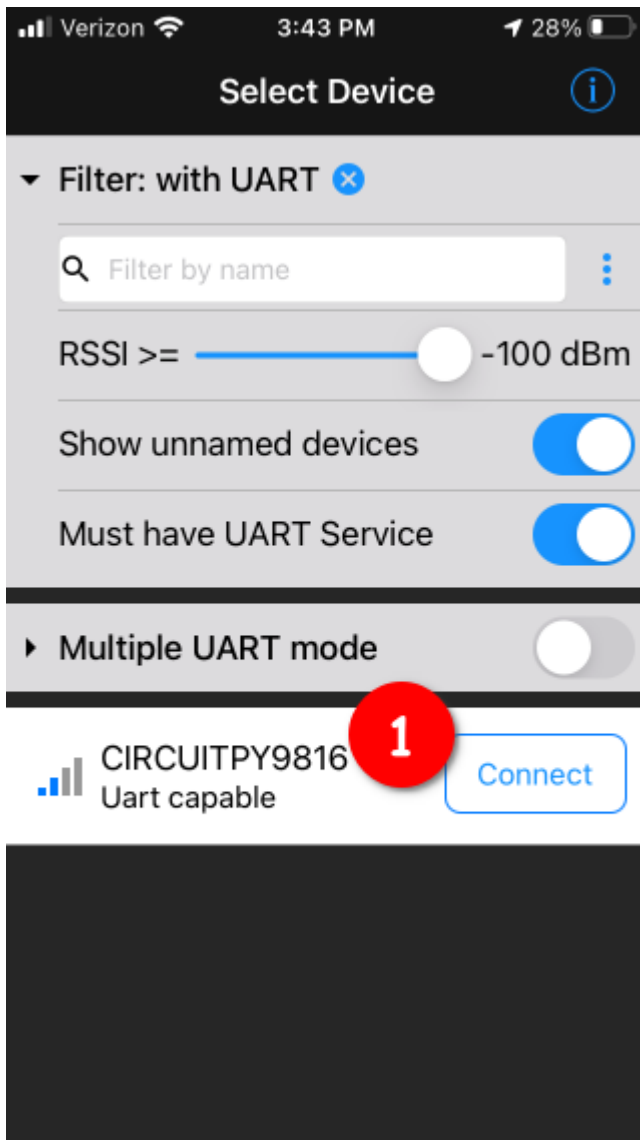 Verizon 3:43 PM 28%
Select Device
Filter: with UART
Filter by name
RSSI >= -100 dBm
Show unnamed devices
Must have UART Service
Multiple UART mode
1
CIRCUITPY9816 Connect
Uart capable